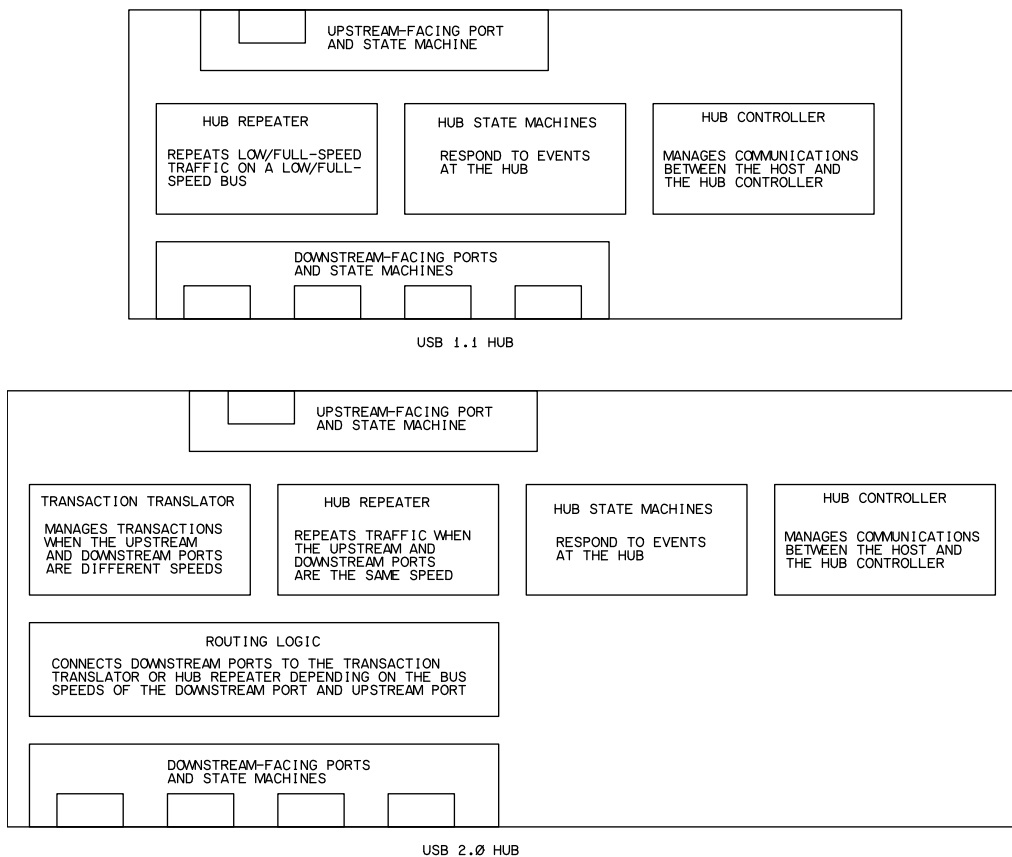 UPSTREAM-FACING PORT
AND STATE MACHINE
HUB REPEATER
REPEATS LOW/FULL-SPEED
TRAFFIC ON A LOW/FULL-
SPEED BUS
HUB STATE MACHINES
RESPOND TO EVENTS
AT THE HUB
HUB CONTROLLER
MANAGES COMMUNICATIONS
BETWEEN THE HOST AND
THE HUB CONTROLLER
DOWNSTREAM-FACING PORTS
AND STATE MACHINES
USB 1.1 HUB
UPSTREAM-FACING PORT
AND STATE MACHINE
TRANSACTION TRANSLATOR
MANAGES TRANSACTIONS
WHEN THE UPSTREAM
AND DOWNSTREAM PORTS
ARE DIFFERENT SPEEDS
HUB REPEATER
REPEATS TRAFFIC WHEN
THE UPSTREAM AND
DOWNSTREAM PORTS
ARE THE SAME SPEED
HUB STATE MACHINES
RESPOND TO EVENTS
AT THE HUB
HUB CONTROLLER
MANAGES COMMUNICATIONS
BETWEEN THE HOST AND
THE HUB CONTROLLER
ROUTING LOGIC
CONNECTS DOWNSTREAM PORTS TO THE TRANSACTION
TRANSLATOR OR HUB REPEATER DEPENDING ON THE BUS
SPEEDS OF THE DOWNSTREAM PORT AND UPSTREAM PORT
DOWNSTREAM-FACING PORTS
AND STATE MACHINES
USB 2.Ø HUB